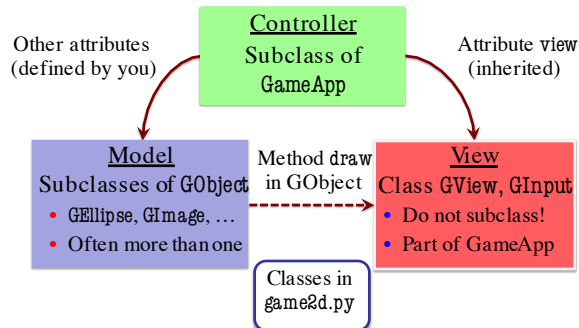 Controller
Subclass of
GameApp
Other attributes
(defined by you)
Attribute view
(inherited)
Model
Subclasses of GObject
• GEllipse, GImage, …
• Often more than one
Method draw
in GObject
View
Class GView, GInput
• Do not subclass!
• Part of GameApp
Classes in
game2d.py